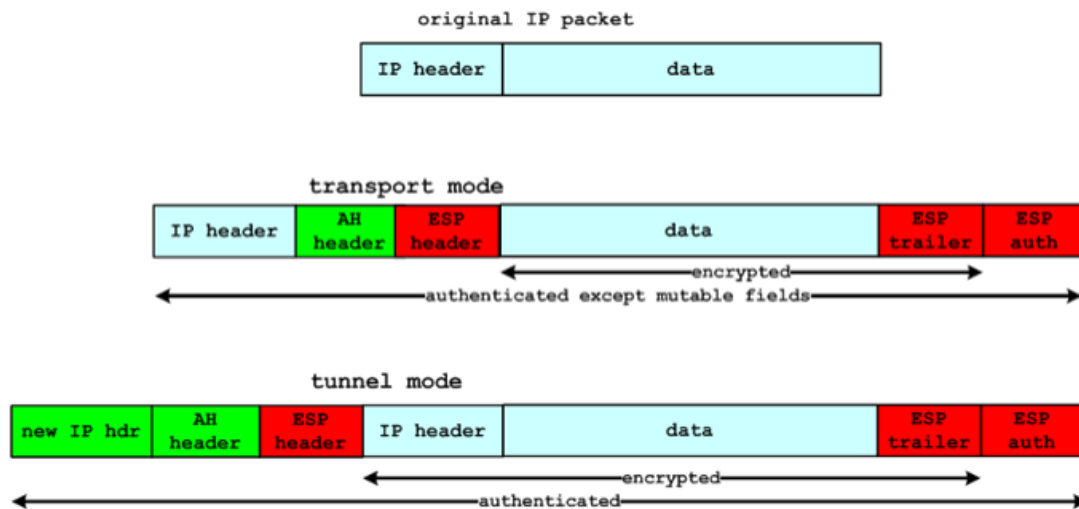 original IP packet
IP header data
transport mode
IP header AH header ESP header data ESP trailer ESP auth
encrypted
authenticated except mutable fields
tunnel mode
new IP hdr AH header ESP header IP header data ESP trailer ESP auth
encrypted
authenticated